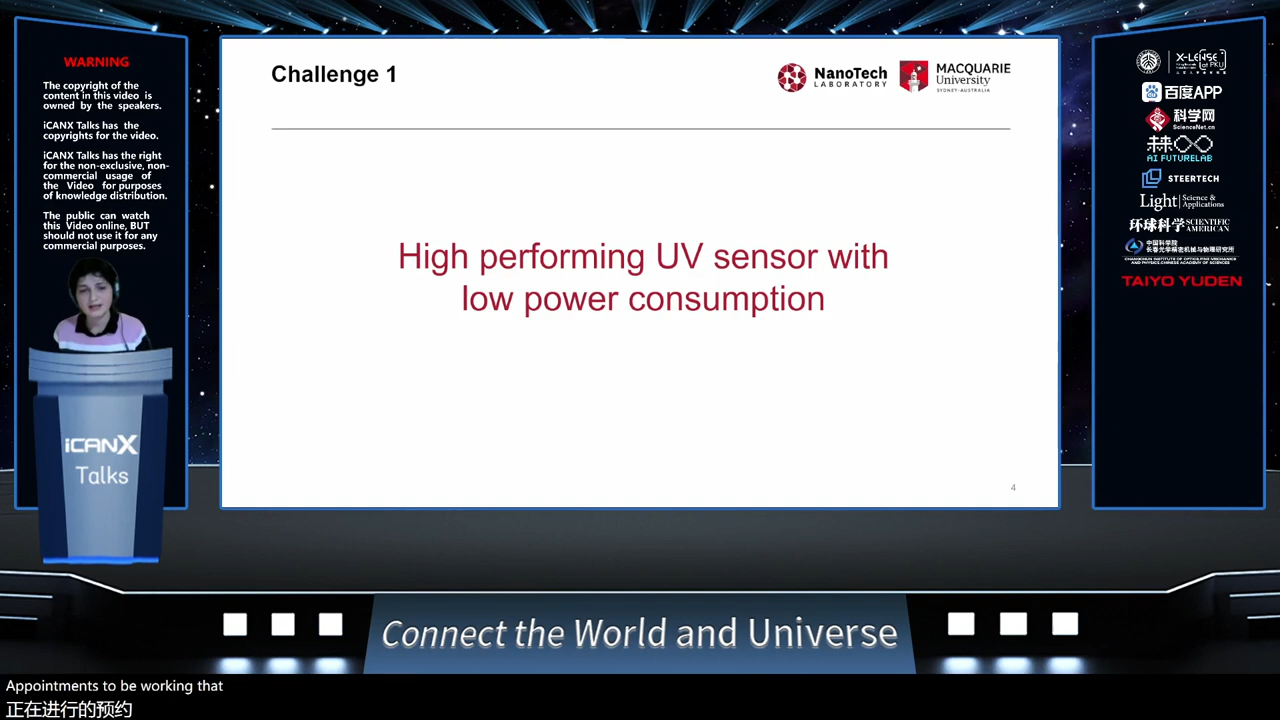 WARNING
The copyright of the
content in this video is
owned by the speakers.
iCANX Talks has the
copyrights for the video.
iCANX Talks has the right
for the non-exclusive, non-
commercial usage of
the Video for purposes
of knowledge distribution.
The public can watch
this Video online, BUT
should not use it for any
commercial purposes.
iCANX
Talks
Challenge 1
NanoTech
LABORATORY
MACQUARIE
University
SYDNEY-AUSTRALIA
High performing UV sensor with
low power consumption
4
X-LENSE
at PKU
百度APP
科学网
ScienceNet.cn
AI FUTURELAB
STEERTECH
Light Science & Applications
环球科学 SCIENTIFIC AMERICAN
中国科学院
长春光学精密机械与物理研究所
CHANGCHUN INSTITUTE OF OPTICS,FINE MECHANICS
AND PHYSICS,CHINESE ACADEMY OF SCIENCES
TAIYO YUDEN
Connect the World and Universe
Appointments to be working that
正在进行的预约